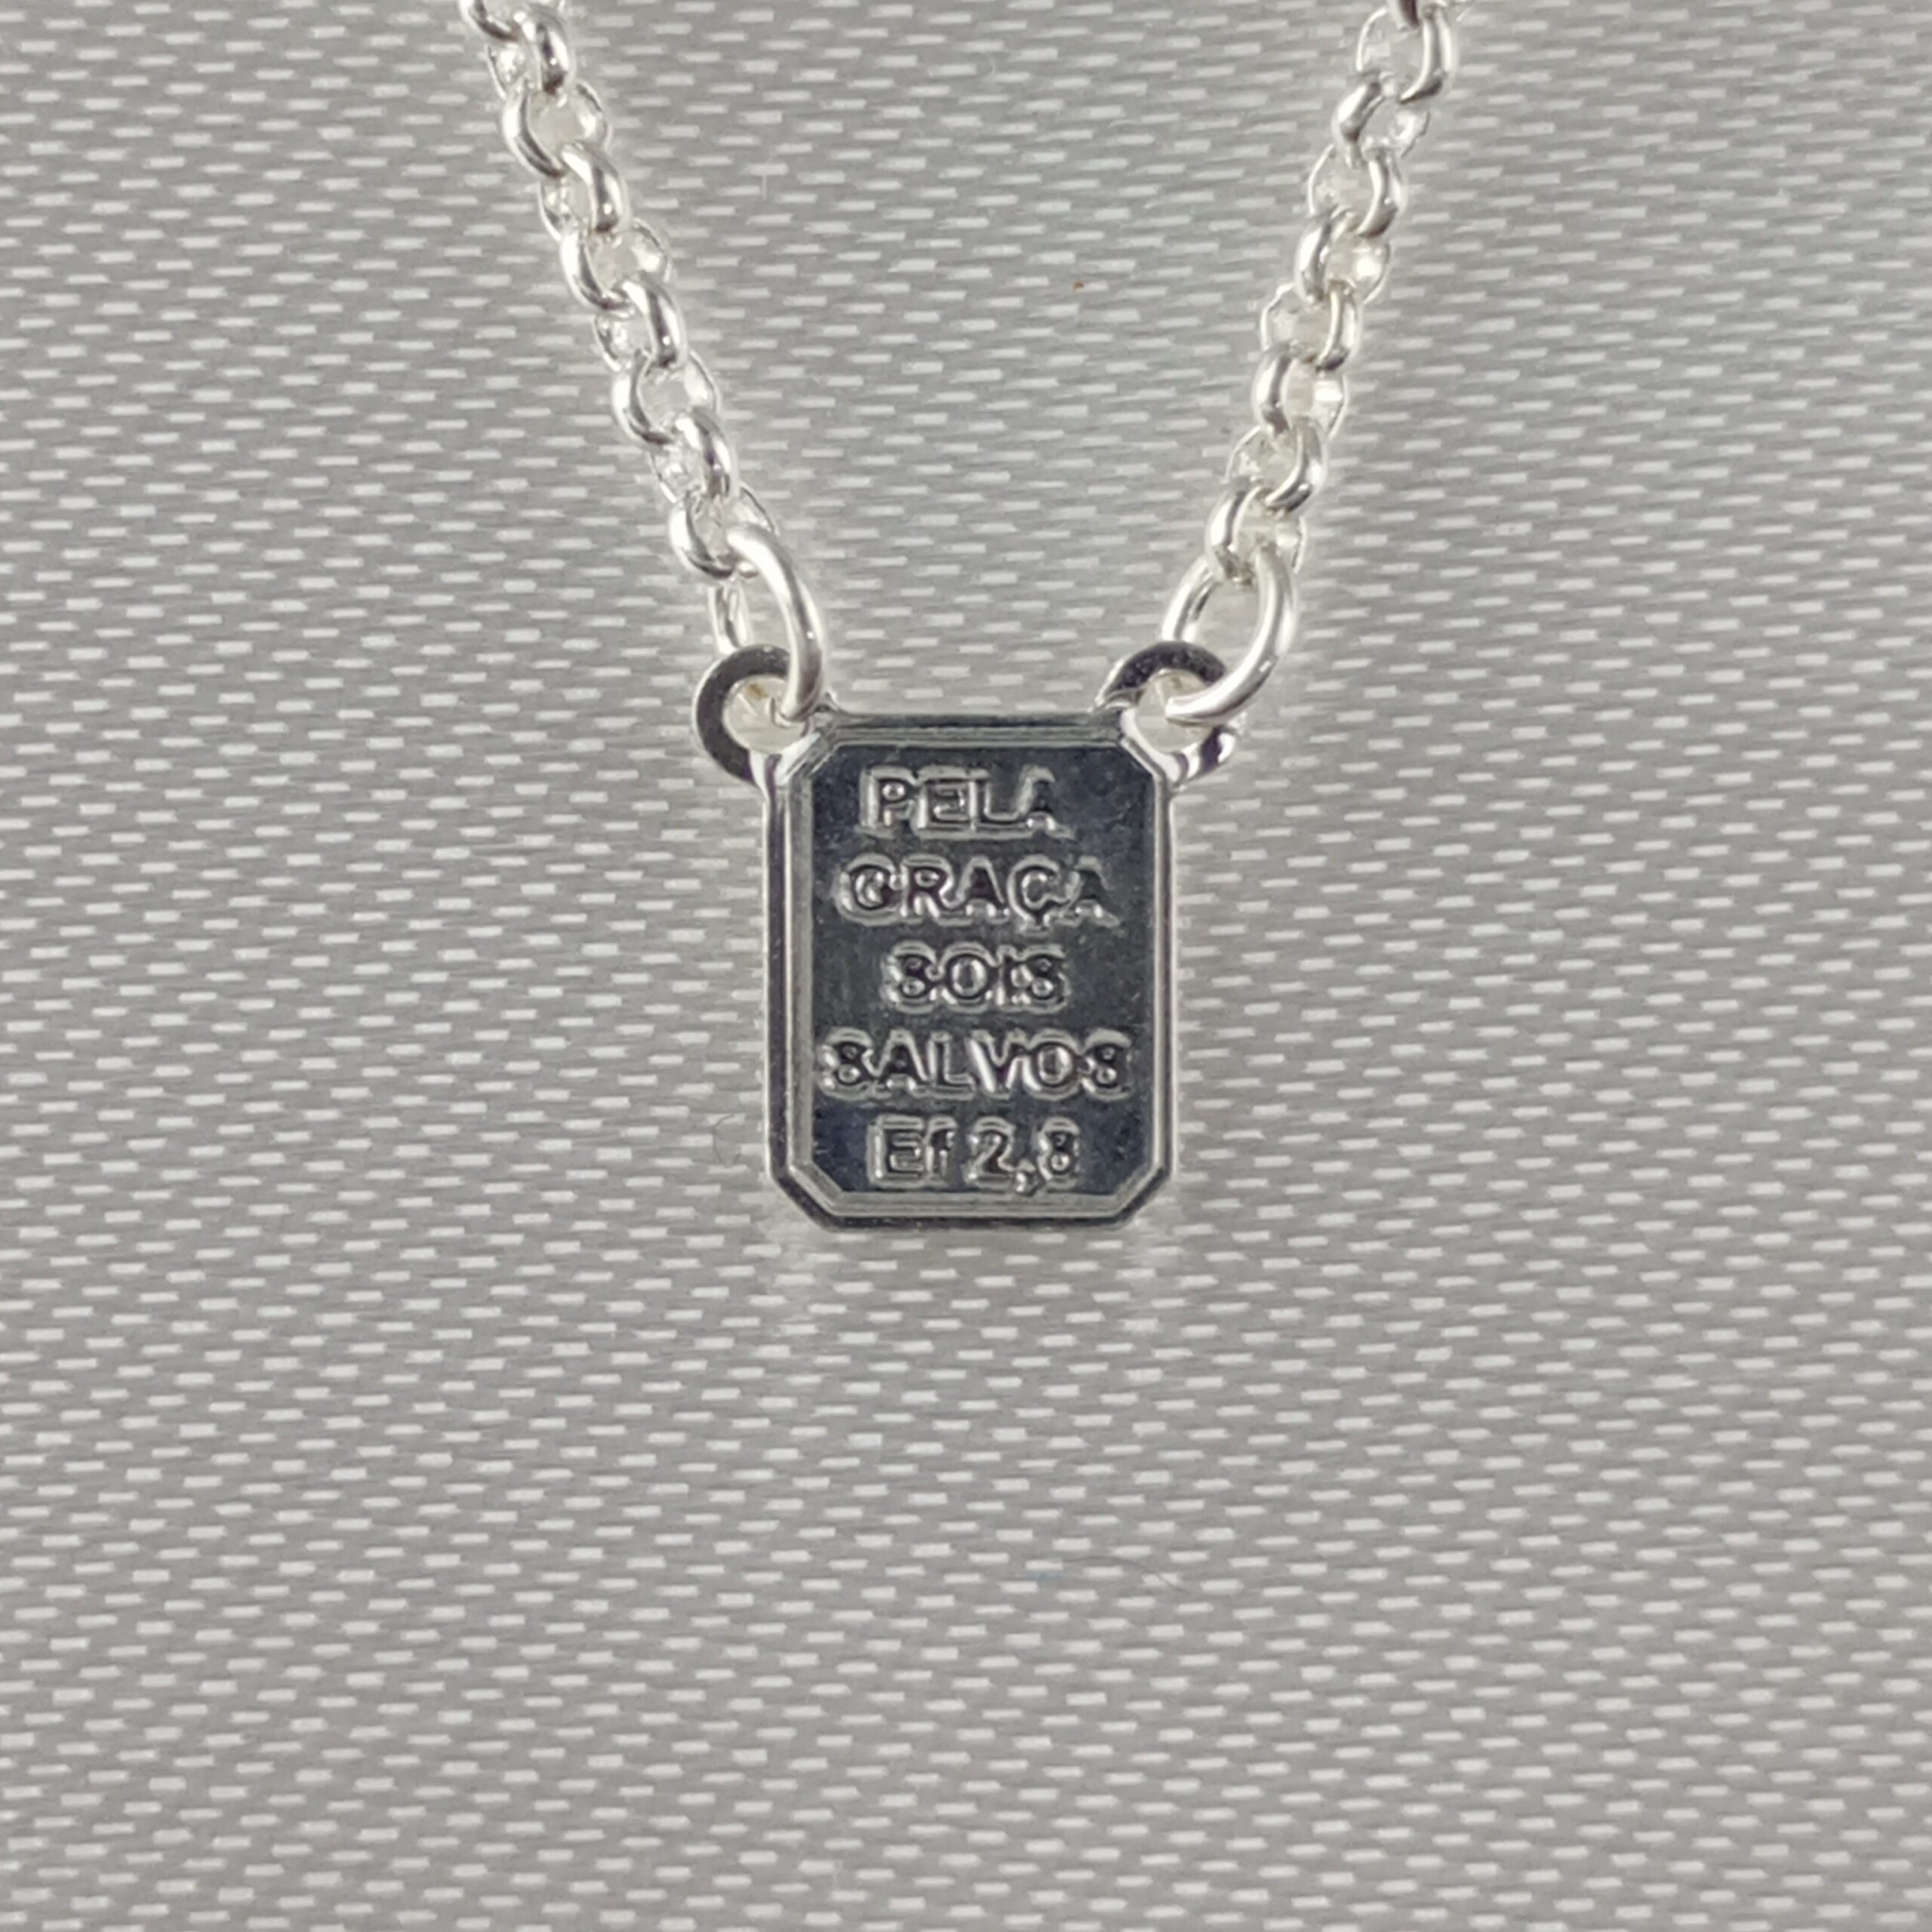 PELA
GRAÇA
SOIS
SALVOS
Ef 2,8